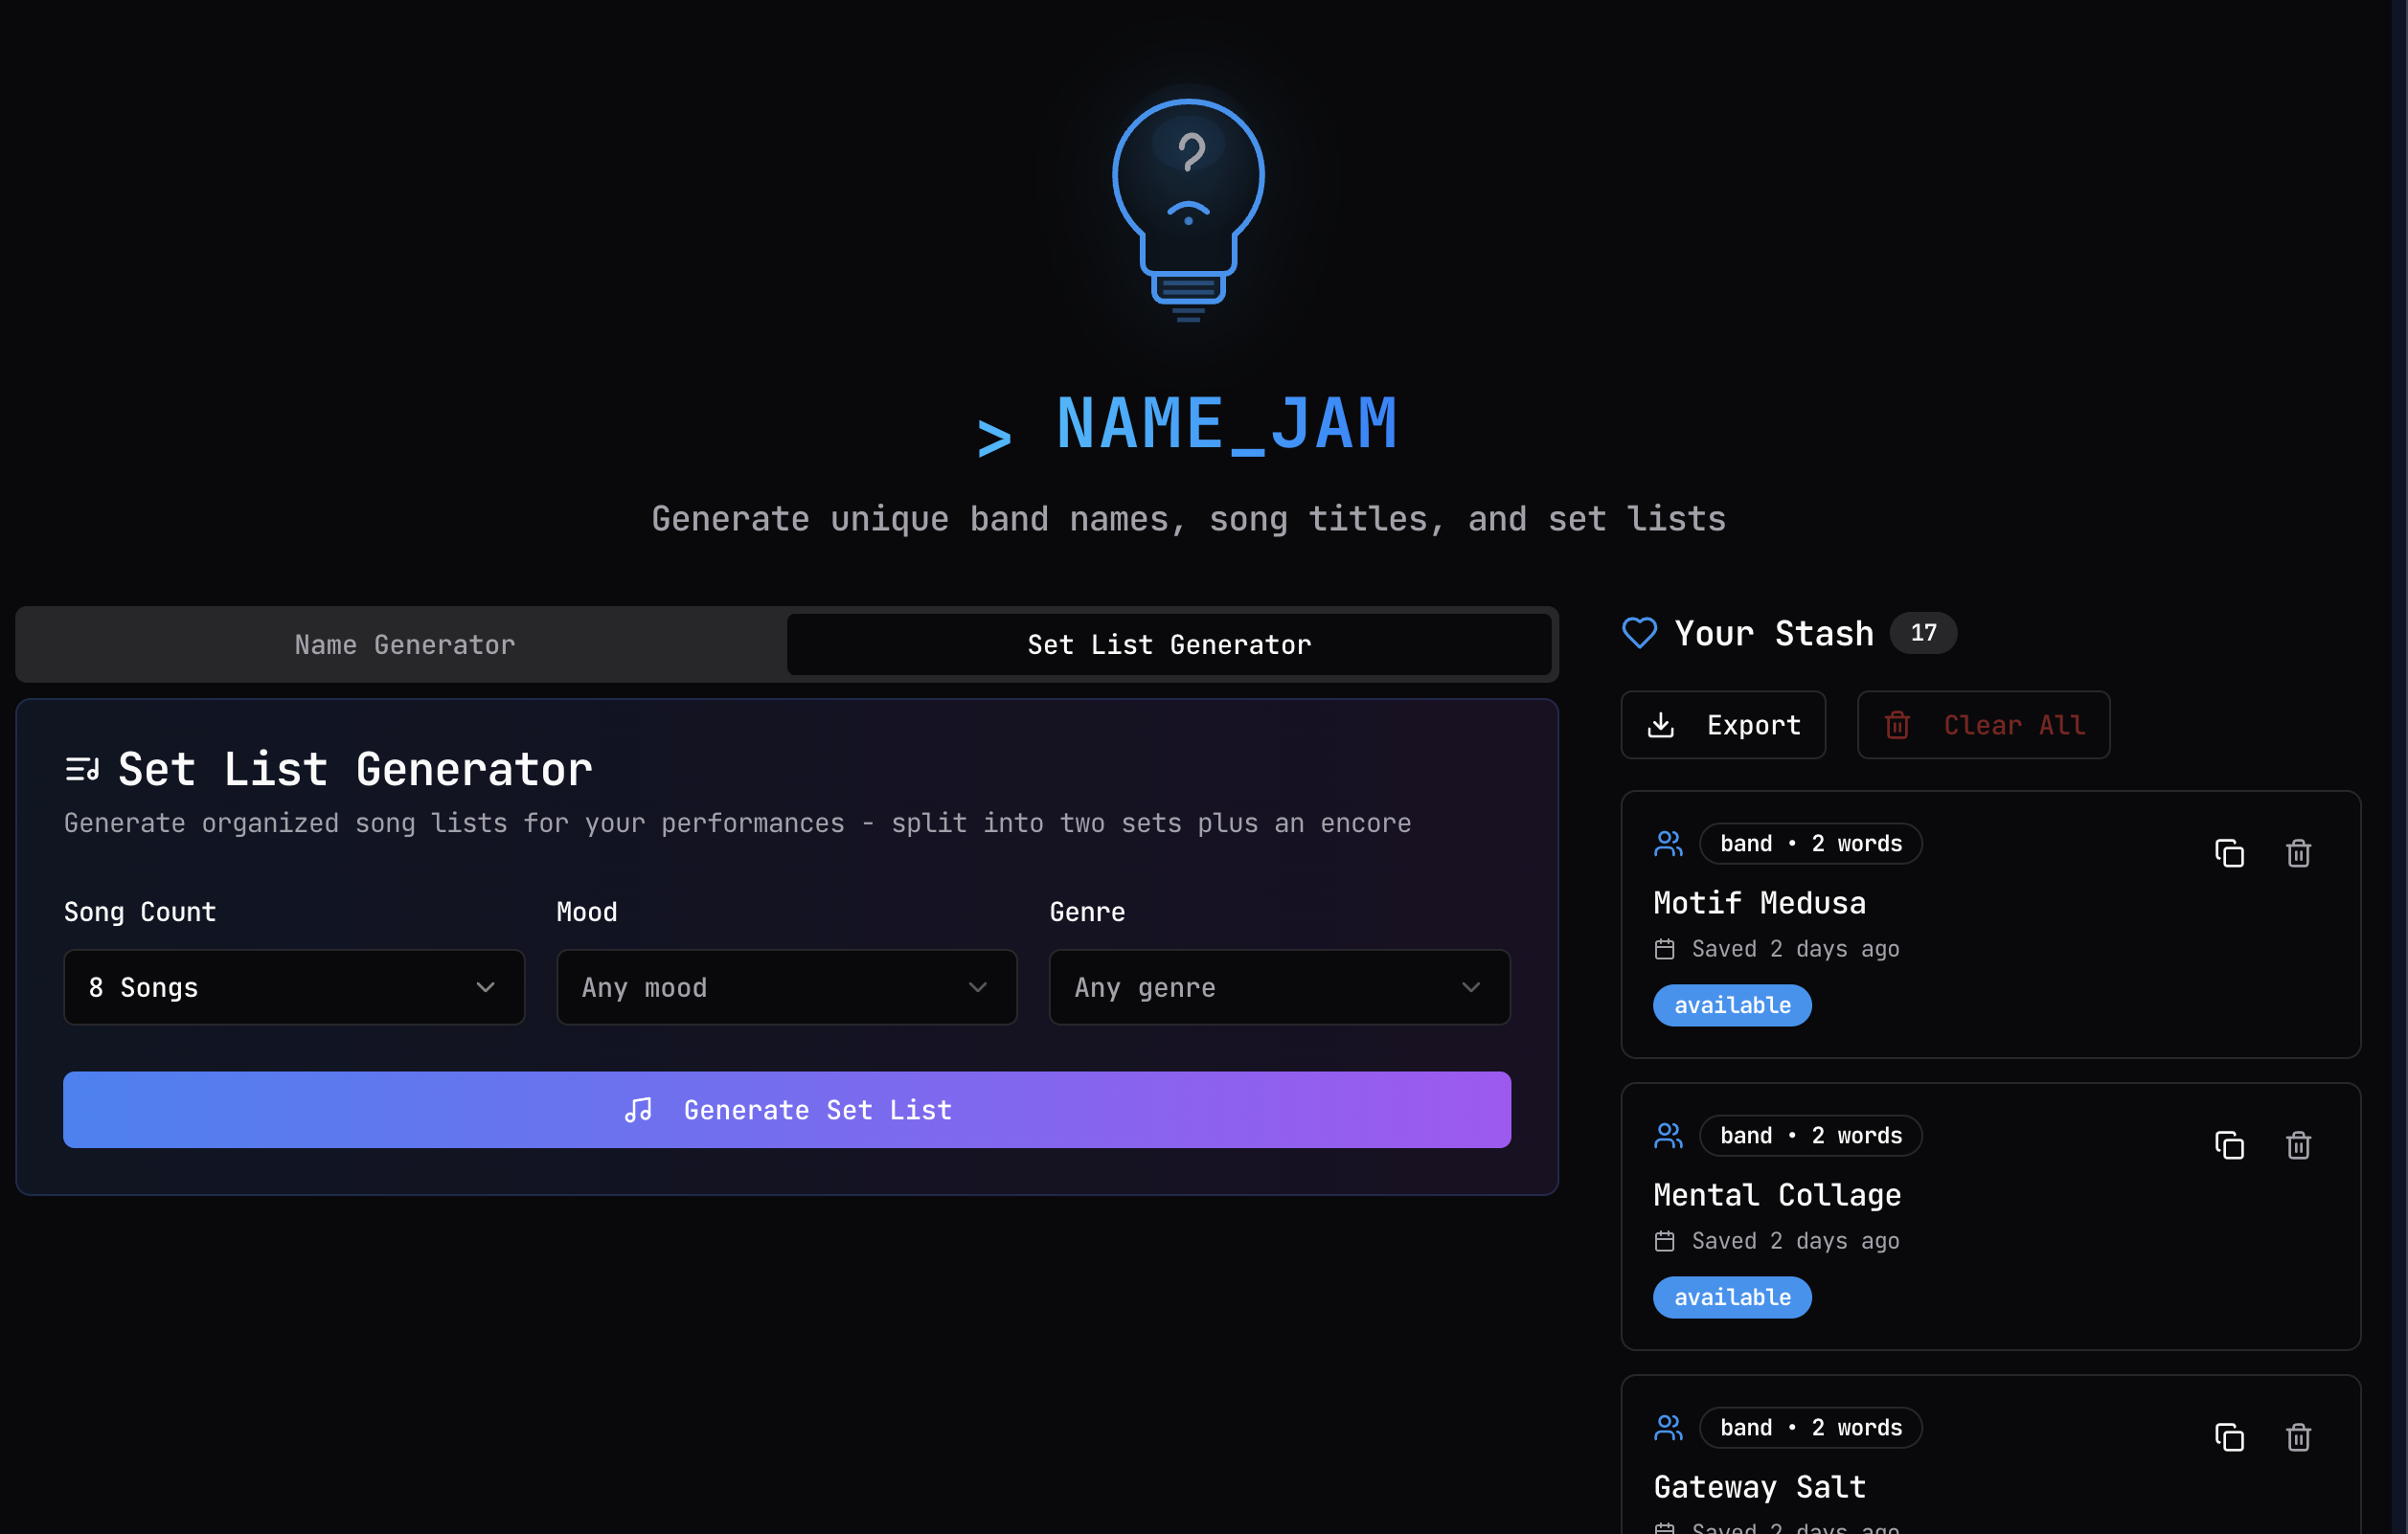 ?
> NAME_JAM
Generate unique band names, song titles, and set lists
Name Generator
Set List Generator
Set List Generator
Generate organized song lists for your performances - split into two sets plus an encore
Song Count
Mood
Genre
8 Songs
Any mood
Any genre
Generate Set List
Your Stash 17
Export
Clear All
band • 2 words
Motif Medusa
Saved 2 days ago
available
band • 2 words
Mental Collage
Saved 2 days ago
available
band • 2 words
Gateway Salt
Saved 2 days ago